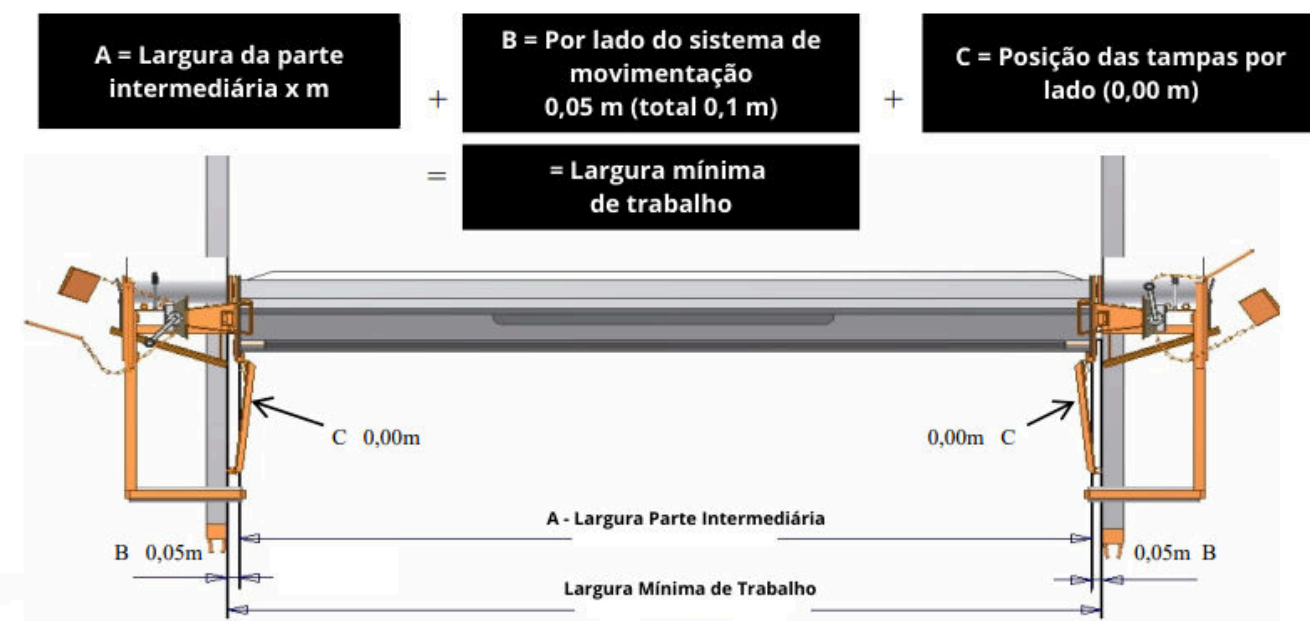 A = Largura da parte
intermediária x m
+
B = Por lado do sistema de
movimentação
0,05 m (total 0,1 m)
+
C = Posição das tampas por
lado (0,00 m)
=
= Largura mínima
de trabalho
C 0,00m
0,00m C
A - Largura Parte Intermediária
B 0,05m
0,05m B
Largura Mínima de Trabalho